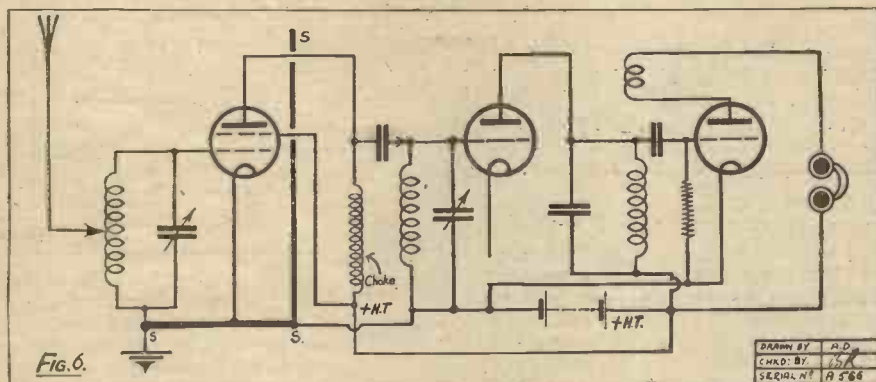 S
Choke
+H.T
+H.T.
S
S.
FIG.6.
DRAWN BY A.D.
CHKD: BY.
SERIAL Nº A 566